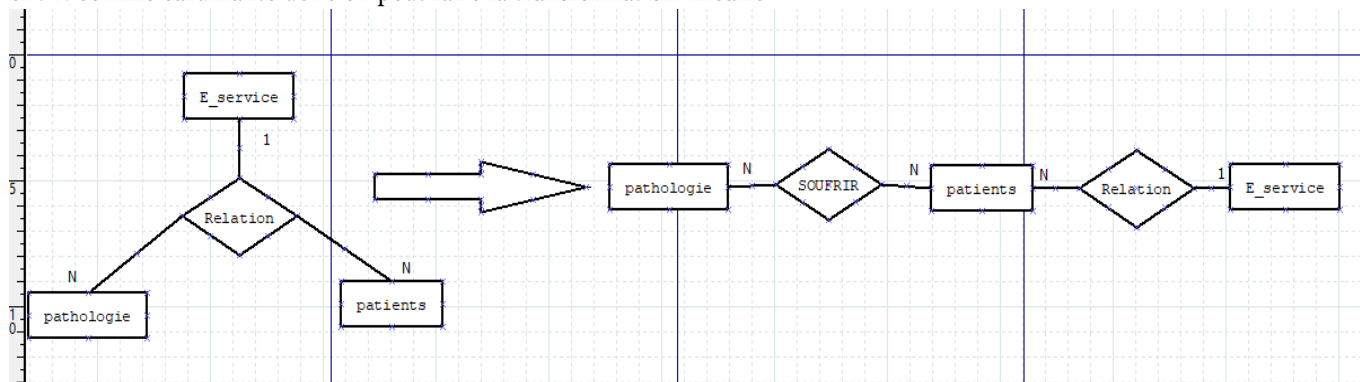 0
E_service
1
Relation
N
N
pathologie
patients
5
1
0
pathologie
N
SOUFRIR
N
patients
N
Relation
1
E_service